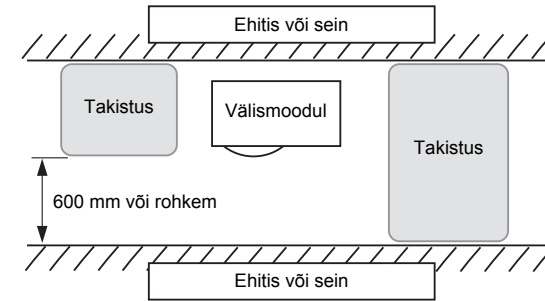 Ehitis või sein
Takistus
Välismoodul
Takistus
600 mm või rohkem
Ehitis või sein